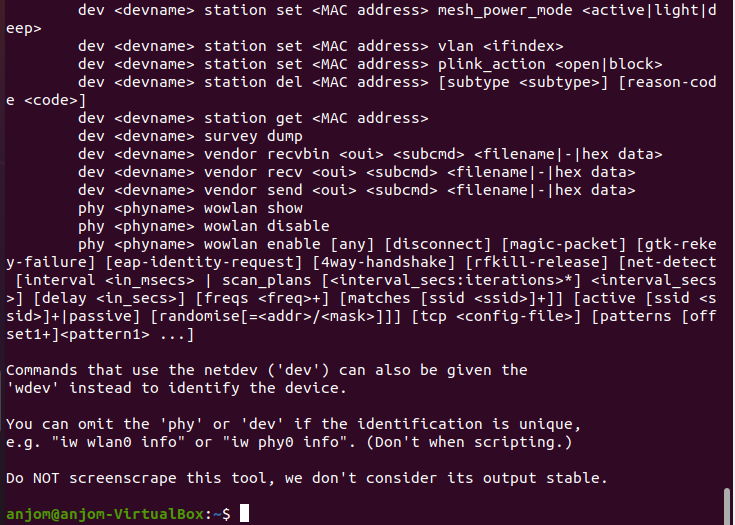 dev <devname> station set <MAC address> mesh_power_mode <active|light|d
eep>
dev <devname> station set <MAC address> vlan <ifindex>
dev <devname> station set <MAC address> plink_action <open|block>
dev <devname> station del <MAC address> [subtype <subtype>] [reason-cod
e <code>]
dev <devname> station get <MAC address>
dev <devname> survey dump
dev <devname> vendor recvbin <oui> <subcmd> <filename|-|hex data>
dev <devname> vendor recv <oui> <subcmd> <filename|-|hex data>
dev <devname> vendor send <oui> <subcmd> <filename|-|hex data>
phy <phyname> wowlan show
phy <phyname> wowlan disable
phy <phyname> wowlan enable [any] [disconnect] [magic-packet] [gtk-reke
y-failure] [eap-identity-request] [4way-handshake] [rfkill-release] [net-detect
[interval <in_msecs> | scan_plans [<interval_secs:iterations>*] <interval_secs
>] [delay <in_secs>] [freqs <freq>+] [matches [ssid <ssid>]+]] [active [ssid <s
sid>]+|passive] [randomise[=<addr>/<mask>]]] [tcp <config-file>] [patterns [off
set1+]<pattern1> ...]
Commands that use the netdev ('dev') can also be given the
'wdev' instead to identify the device.
You can omit the 'phy' or 'dev' if the identification is unique,
e.g. "iw wlan0 info" or "iw phy0 info". (Don't when scripting.)
Do NOT screenscrape this tool, we don't consider its output stable.
anjom@anjom-VirtualBox:~$